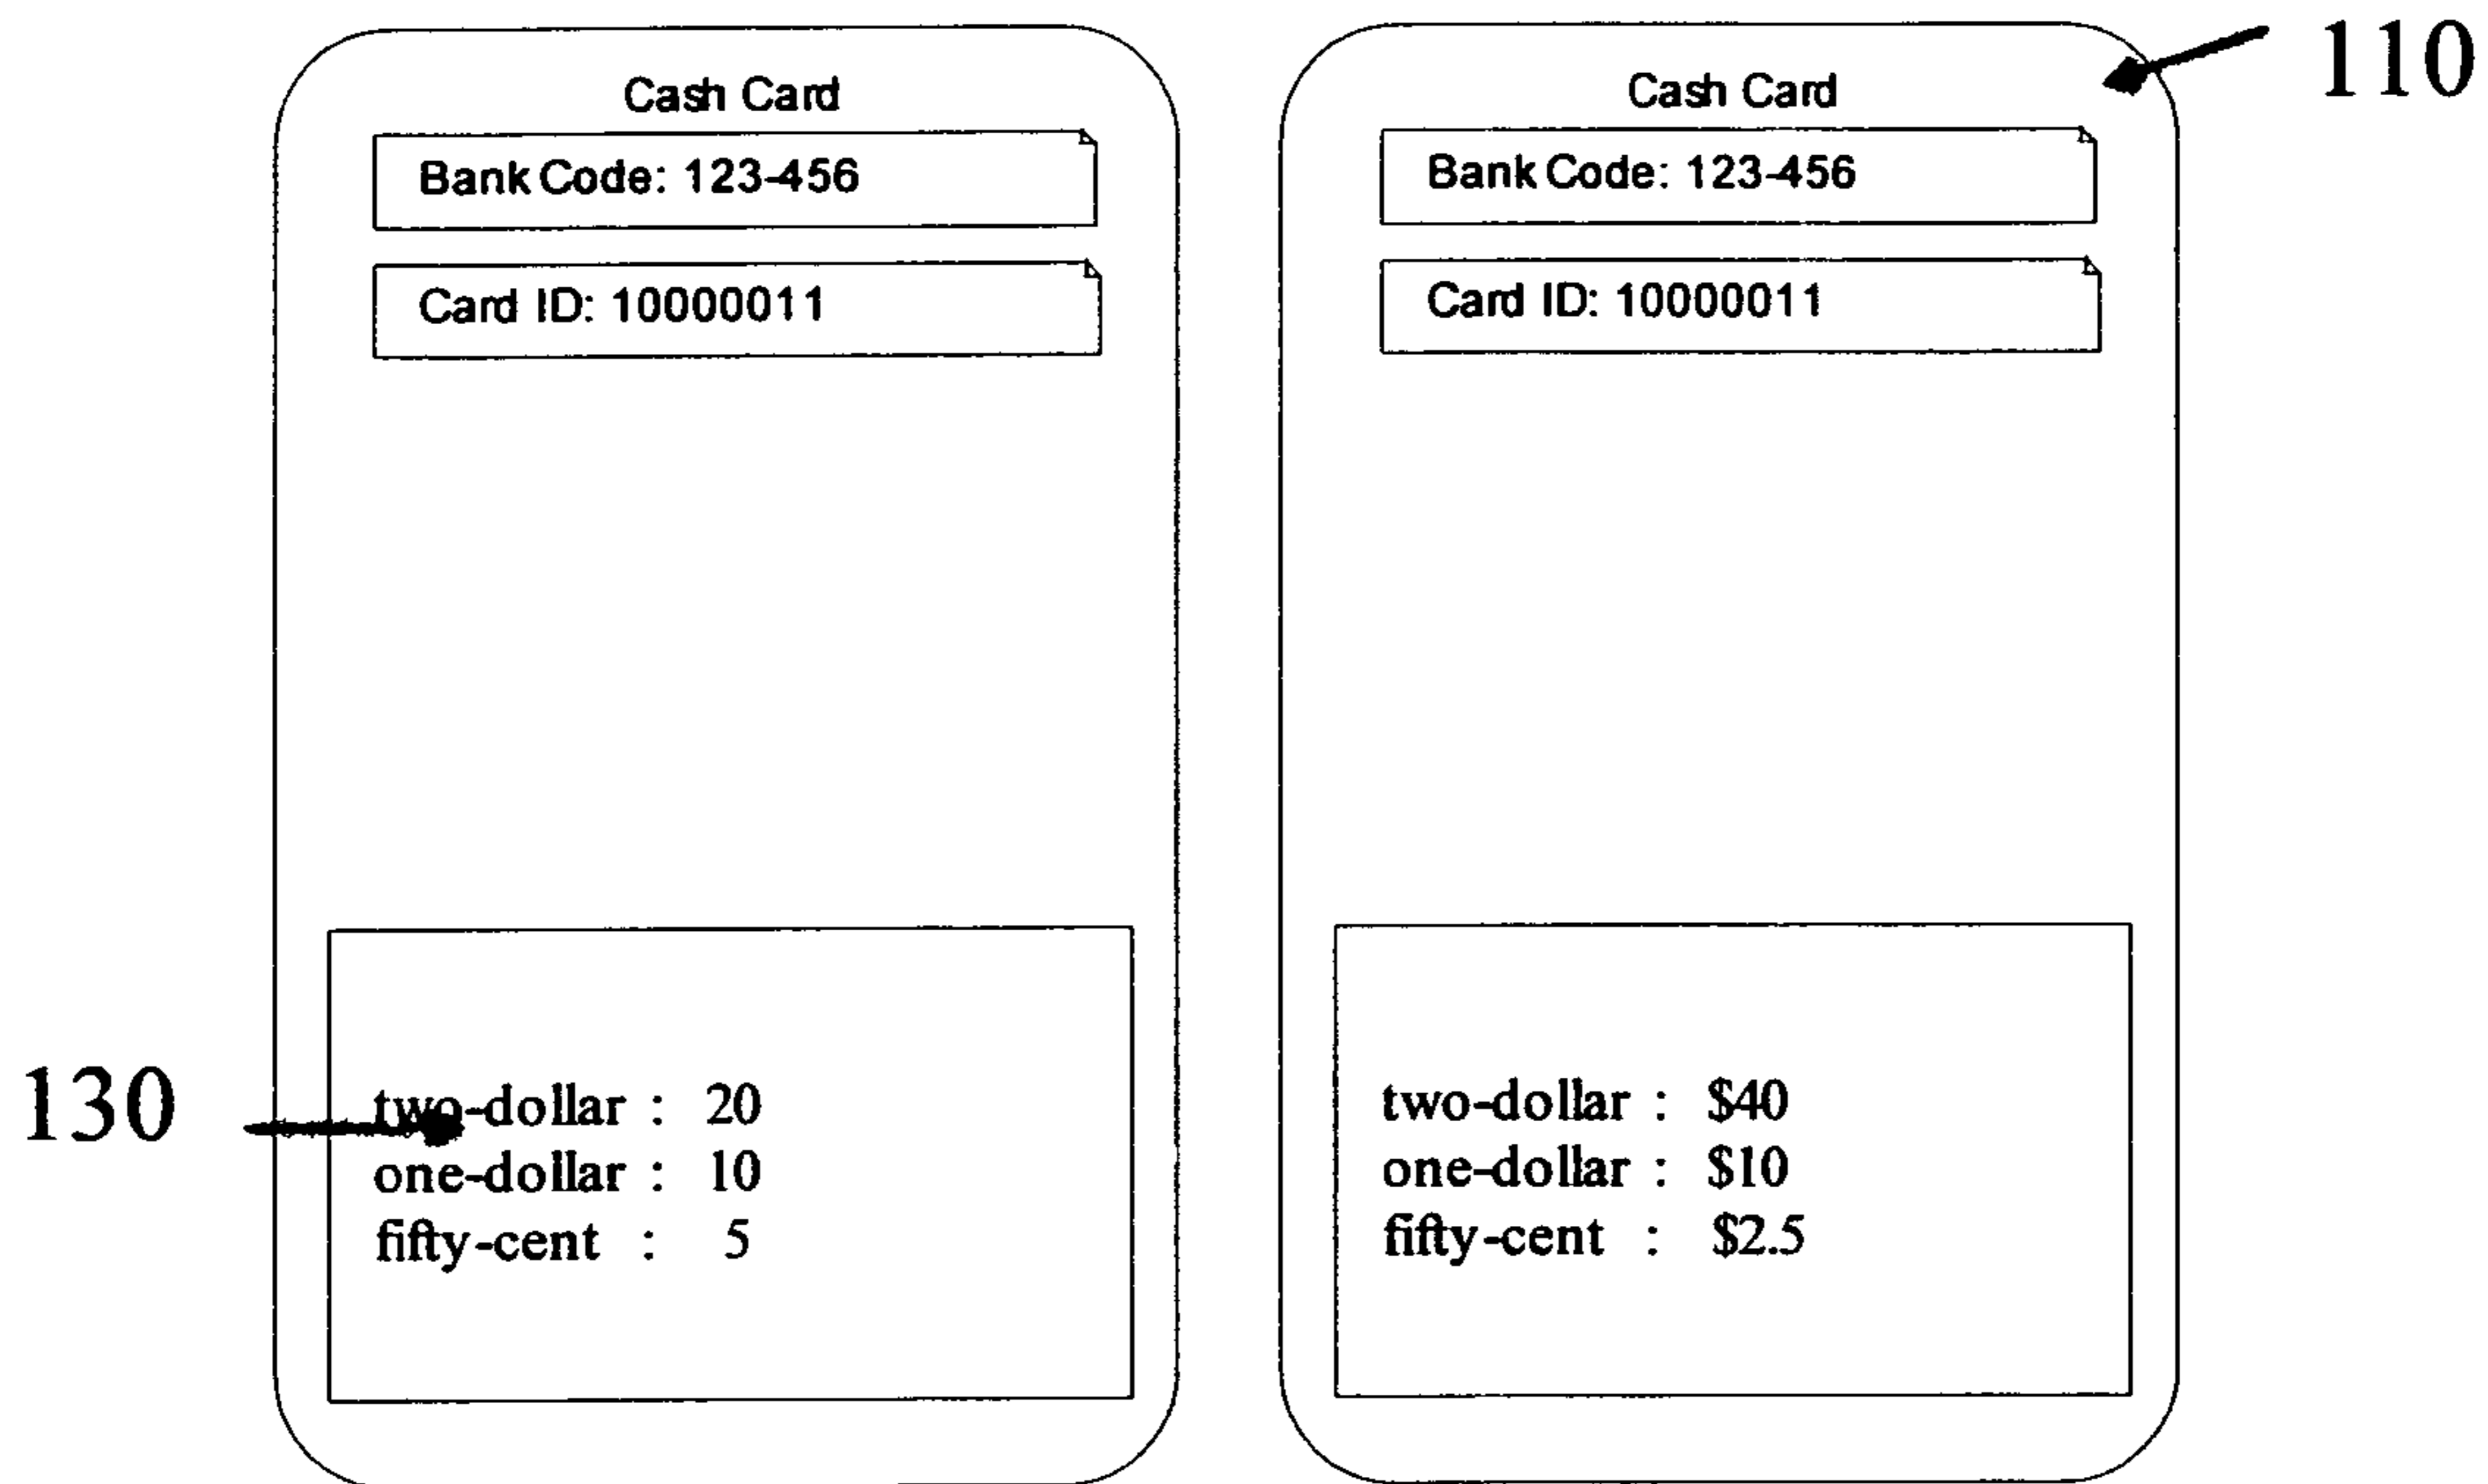 110
Cash Card
Bank Code: 123-456
Card ID: 10000011
130
two-dollar : 20
one-dollar : 10
fifty-cent : 5
Cash Card
Bank Code: 123-456
Card ID: 10000011
two-dollar : $40
one-dollar : $10
fifty-cent : $2.5